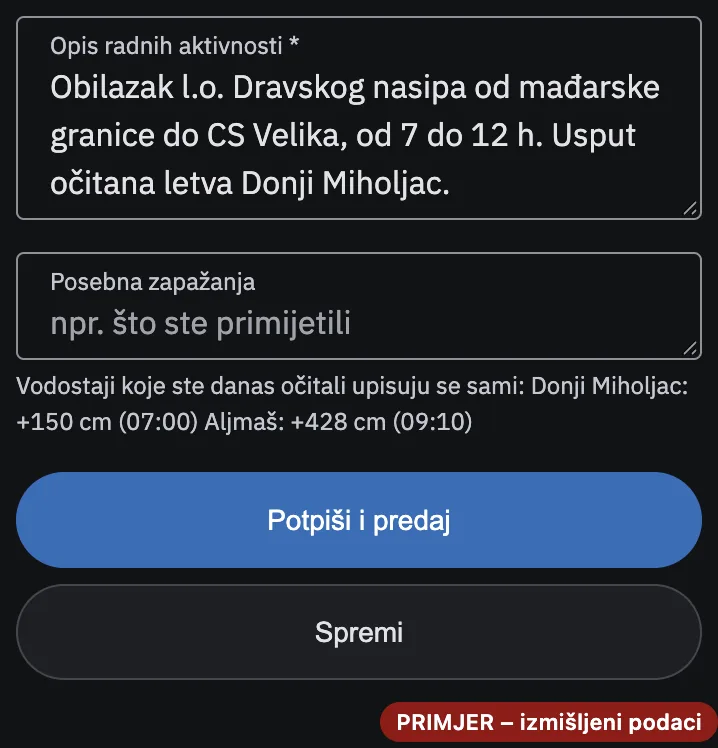 Opis radnih aktivnosti *
Obilazak l.o. Dravskog nasipa od mađarske
granice do CS Velika, od 7 do 12 h. Usput
očitana letva Donji Miholjac.
Posebna zapažanja
npr. što ste primijetili
Vodostaji koje ste danas očitali upisuju se sami: Donji Miholjac:
+150 cm (07:00) Aljmaš: +428 cm (09:10)
Potpiši i predaj
Spremi
PRIMJER – izmišljeni podaci